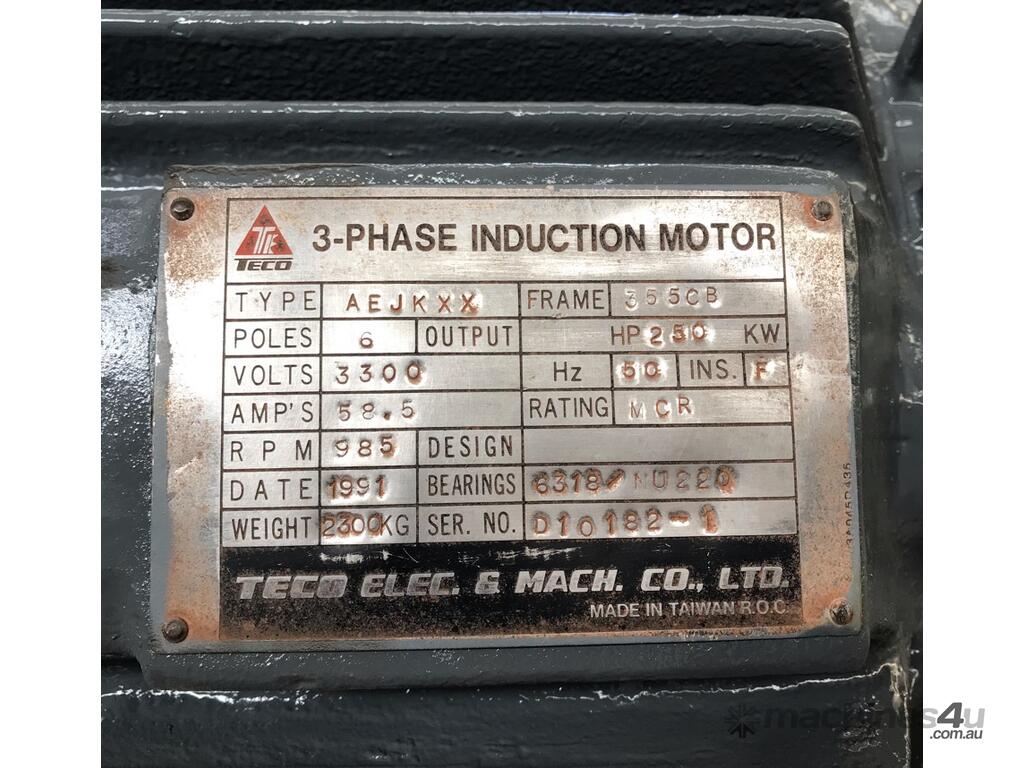 TECO
3-PHASE INDUCTION MOTOR
TYPE AEJKXX FRAME 355CB
POLES 6 OUTPUT HP 250 KW
VOLTS 3300 Hz 50 INS. F
AMP'S 58.5 RATING MCR
RPM 985 DESIGN
DATE 1991 BEARINGS 6318/NU220
WEIGHT 2300KG SER. NO. D10182-1
TECO ELEC. & MACH. CO., LTD.
MADE IN TAIWAN R.O.C
machines4u
.com.au